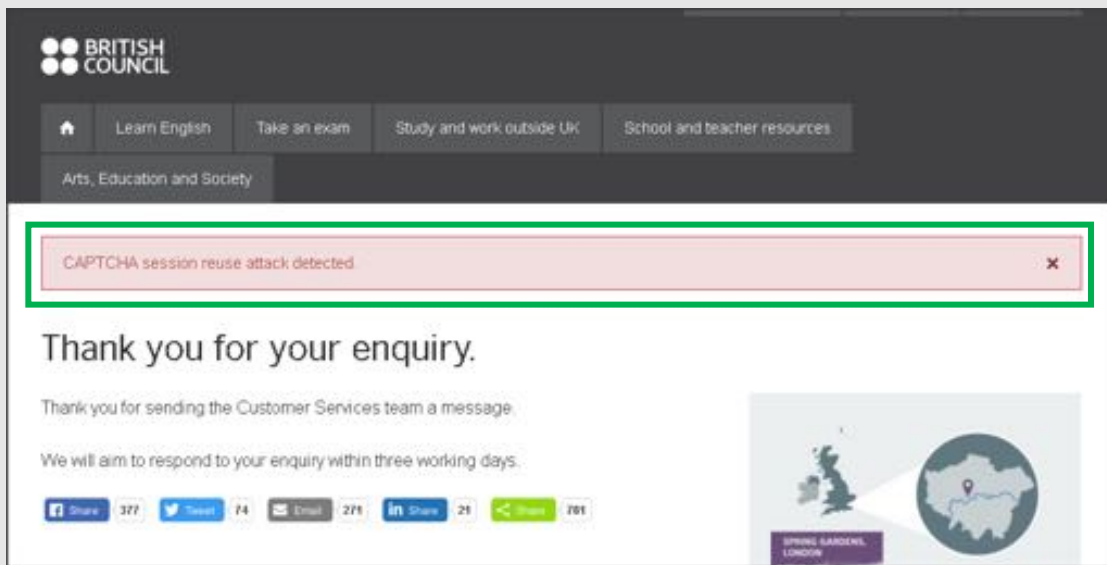 BRITISH
COUNCIL
Learn English
Take an exam
Study and work outside UK
School and teacher resources
Arts, Education and Society
CAPTCHA session reuse attack detected.
Thank you for your enquiry.
Thank you for sending the Customer Services team a message.
We will aim to respond to your enquiry within three working days.
Share 377 Tweet 74 Email 271 in Share 21 Share 701
SPRING GARDENS,
LONDON